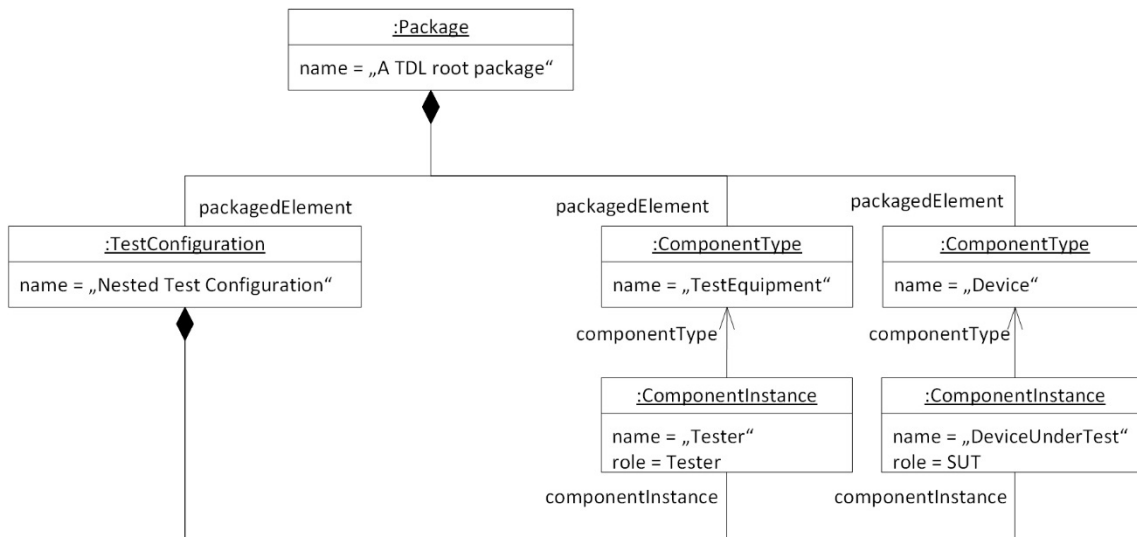 :Package
name = „A TDL root package“
packagedElement
packagedElement
packagedElement
:TestConfiguration
name = „Nested Test Configuration“
:ComponentType
name = „TestEquipment“
:ComponentType
name = „Device“
componentType
componentType
:ComponentInstance
name = „Tester“
role = Tester
:ComponentInstance
name = „DeviceUnderTest“
role = SUT
componentInstance
componentInstance